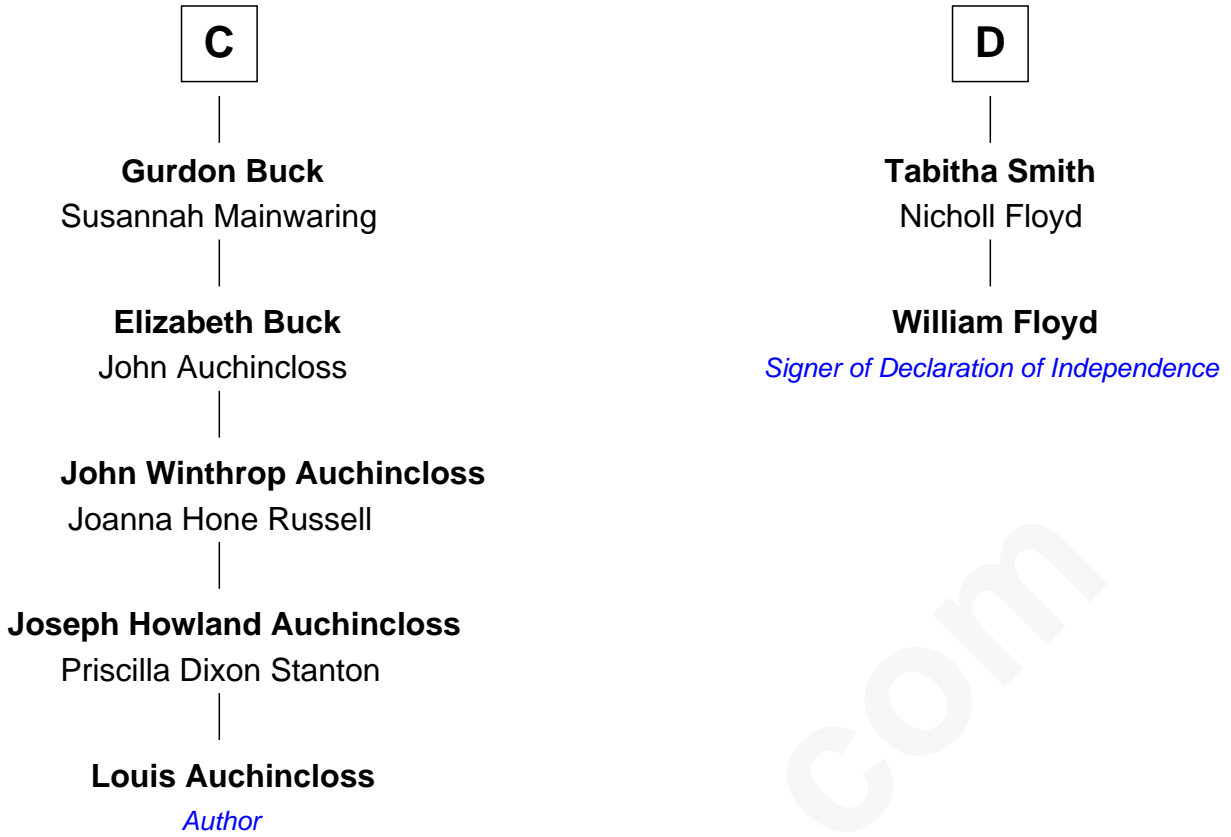 C
Gurdon Buck
Susannah Mainwaring
Elizabeth Buck
John Auchincloss
John Winthrop Auchincloss
Joanna Hone Russell
Joseph Howland Auchincloss
Priscilla Dixon Stanton
Louis Auchincloss
Author
D
Tabitha Smith
Nicholl Floyd
William Floyd
Signer of Declaration of Independence
com